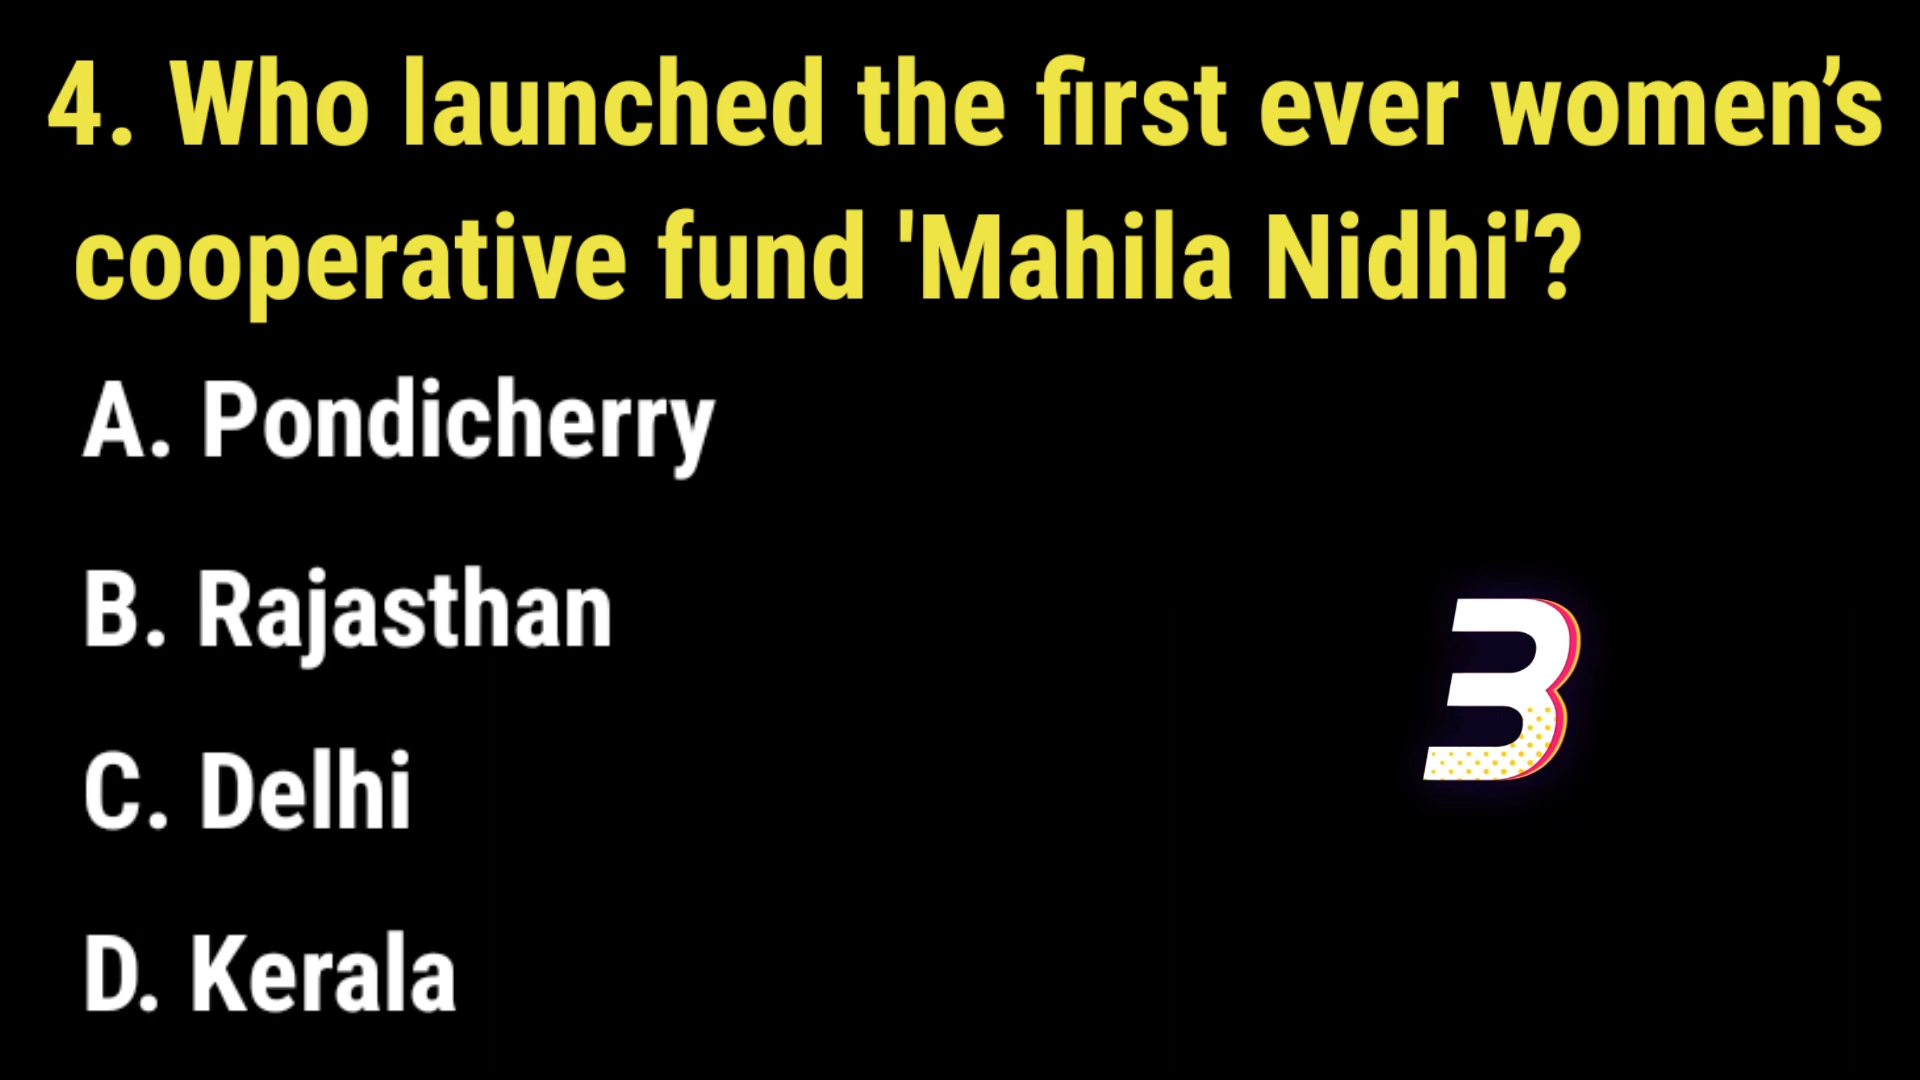 4. Who launched the first ever women’s
cooperative fund 'Mahila Nidhi'?
A. Pondicherry
B. Rajasthan
3
C. Delhi
D. Kerala